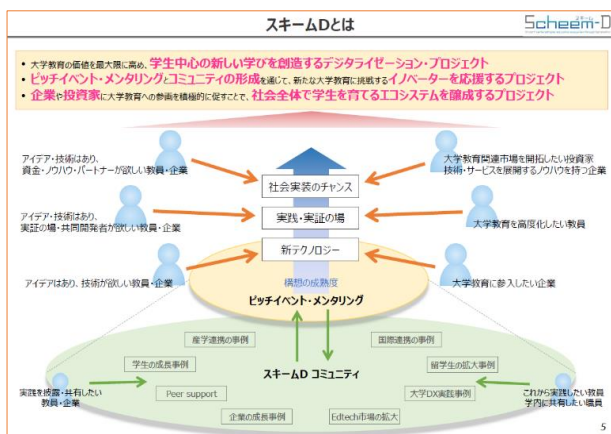 スキームDとは
Scheem-D
• 大学教育の価値を最大限に高め、学生中心の新しい学びを創造するデジタライゼーション・プロジェクト
• ピッチイベント・メンタリングとコミュニティの形成を通じて、新たな大学教育に挑戦するイノベーターを応援するプロジェクト
• 企業や投資家に大学教育への参画を積極的に促すことで、社会全体で学生を育てるエコシステムを醸成するプロジェクト
アイデア・技術はあり、
資金・ノウハウ・パートナーが欲しい教員・企業
大学教育関連市場を開拓したい投資家
技術・サービスを展開するノウハウを持つ企業
社会実装のチャンス
アイデア・技術はあり、
実証の場・共同開発者が欲しい教員・企業
実践・実証の場
大学教育を高度化したい教員
新テクノロジー
アイデアはあり、技術が欲しい教員・企業
構想の成熟度
大学教育に参入したい企業
ピッチイベント・メンタリング
産学連携の事例
国際連携の事例
学生の成長事例
スキームD コミュニティ
留学生の拡大事例
実践を披露・共有したい
教員・企業
Peer support
大学DX実践事例
これから実践したい教員
学内に共有したい職員
企業の成長事例
Edtech市場の拡大
5